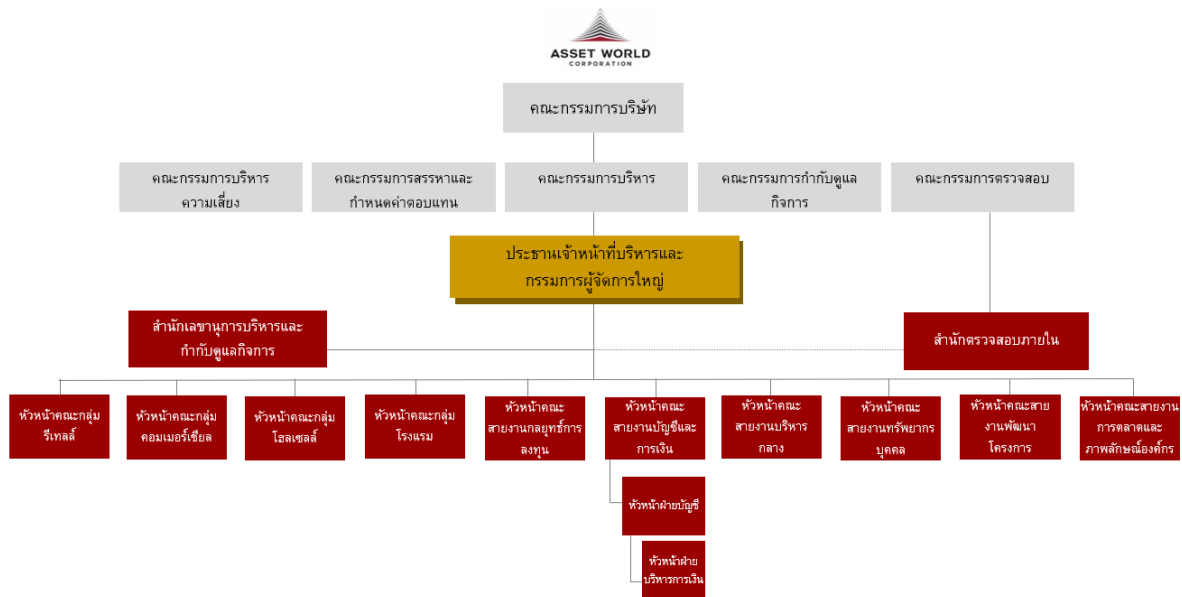 ASSET WORLD
CORPORATION
คณะกรรมการบริษัท
คณะกรรมการบริหาร
ความเสี่ยง
คณะกรรมการสรรหาและ
กำหนดค่าตอบแทน
คณะกรรมการบริหาร
คณะกรรมการกำกับดูแล
กิจการ
คณะกรรมการตรวจสอบ
ประธานเจ้าหน้าที่บริหารและ
กรรมการผู้จัดการใหญ่
สำนักเลขานุการบริหารและ
กำกับดูแลกิจการ
สำนักตรวจสอบภายใน
หัวหน้าคณะกลุ่ม
รีเทลล์
หัวหน้าคณะกลุ่ม
คอมเมอร์เชียล
หัวหน้าคณะกลุ่ม
โฮลเซลล์
หัวหน้าคณะกลุ่ม
โรงแรม
หัวหน้าคณะ
สายงานกลยุทธ์การ
ลงทุน
หัวหน้าคณะ
สายงานบัญชีและ
การเงิน
หัวหน้าคณะ
สายงานบริหาร
กลาง
หัวหน้าคณะ
สายงานทรัพยากร
บุคคล
หัวหน้าคณะสาย
งานพัฒนา
โครงการ
หัวหน้าคณะสายงาน
การตลาดและ
ภาพลักษณ์องค์กร
หัวหน้าฝ่ายบัญชี
หัวหน้าฝ่าย
บริหารการเงิน